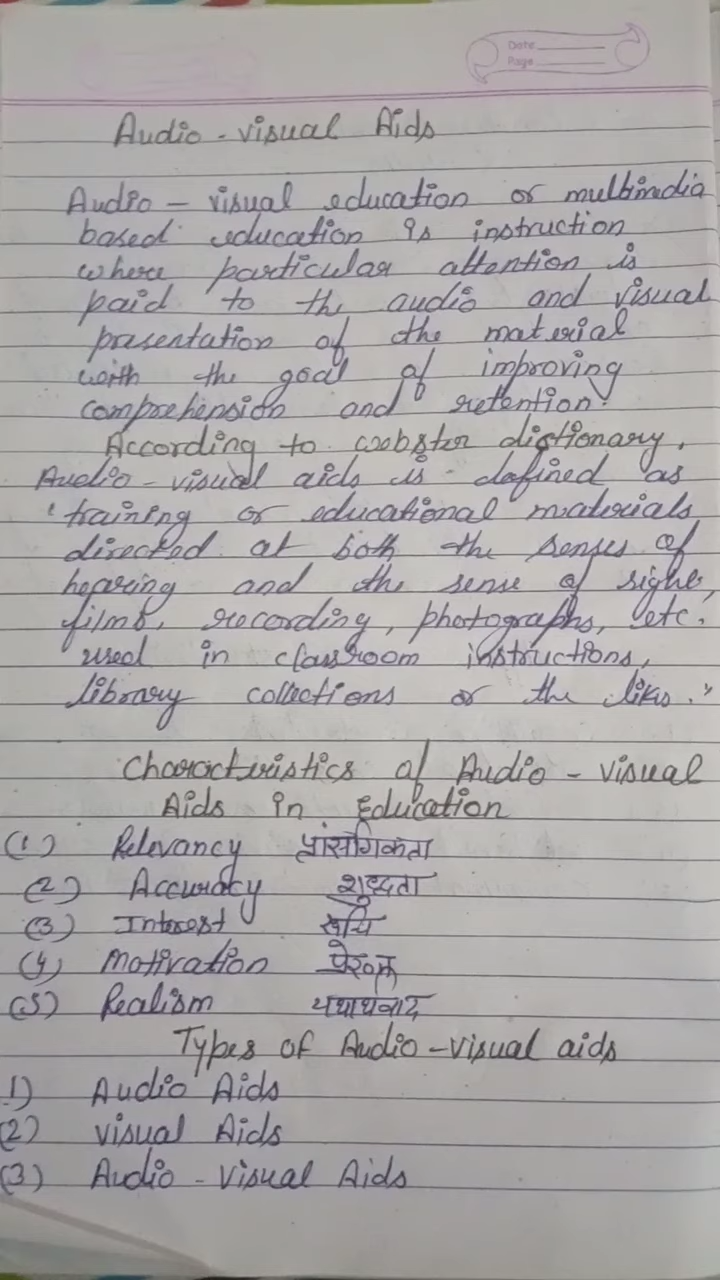 Date
Page
Audio - visual Aids
Audio - visual education or multimedia
based education is instruction
where particular attention is
paid to the audio and visual
presentation of the material
with the goal of improving
comprehension and retention.
According to webster dictionary,
Audio - visual aids is defined as
'training or educational materials
directed at both the senses of
hearing and the sense of sight,
films, recording, photographs, etc.
used in classroom instructions,
library collections or the likes."
Characteristics of Audio - visual
Aids in Education
(1) Relevancy प्रांसगिकता
(2) Accuracy शुद्धता
(3) Interest रूचि
(4) Motivation
(5) Realism यथार्थवाद
Types of Audio - visual aids
1) Audio Aids
(2) visual Aids
(3) Audio - visual Aids